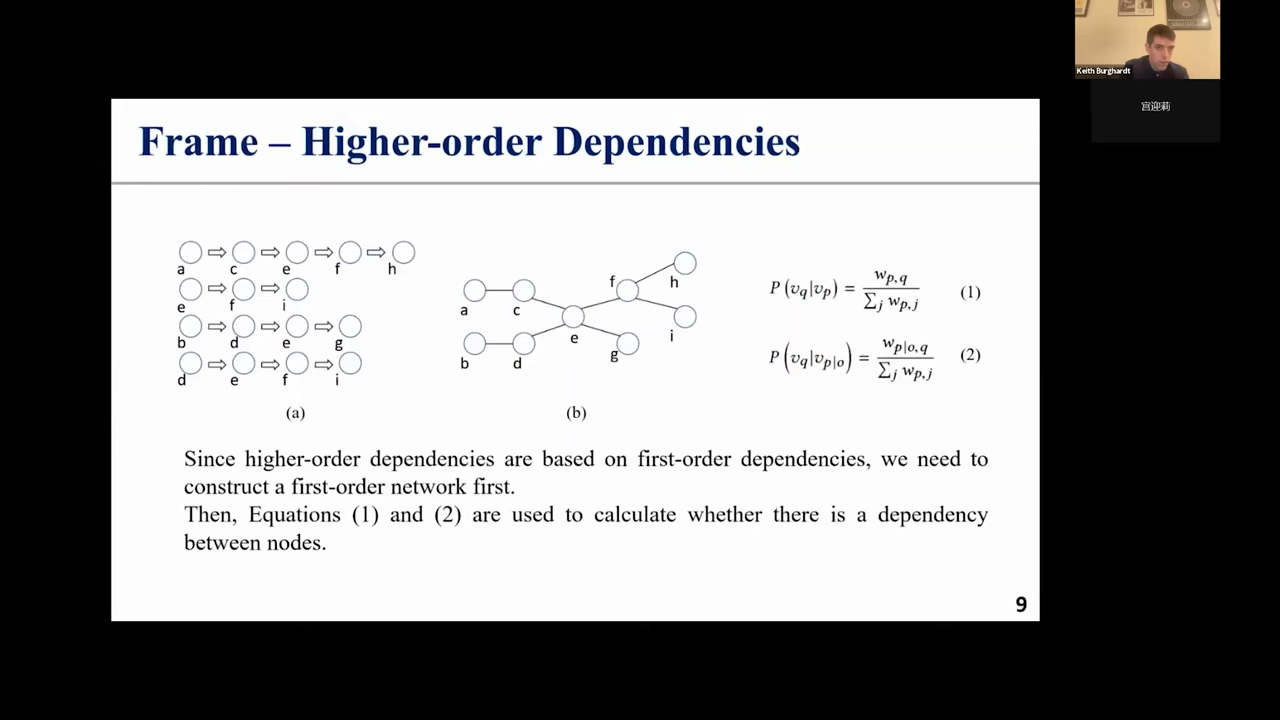 Keith Burghardt
宫迎莉
Frame – Higher-order Dependencies
a c e f h
e f i
b d e g
d e f i
(a)
a c e f h
b d g i
(b)
P (v_q|v_p) = w_{p,q} / ∑_j w_{p,j} (1)
P (v_q|v_{p|o}) = w_{p|o,q} / ∑_j w_{p,j} (2)
Since higher-order dependencies are based on first-order dependencies, we need to
construct a first-order network first.
Then, Equations (1) and (2) are used to calculate whether there is a dependency
between nodes.
9